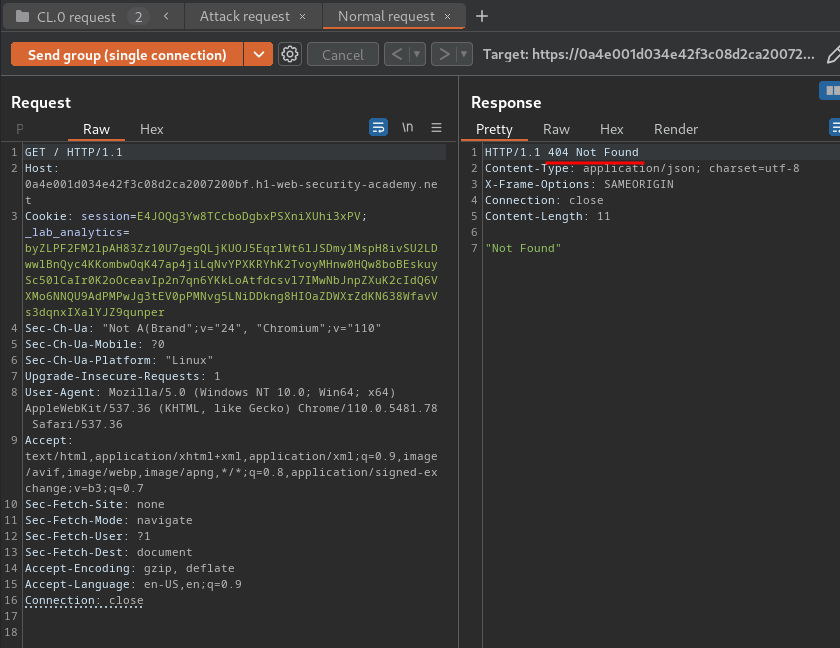 CL.0 request 2 < Attack request × Normal request × +
Send group (single connection) Cancel < > Target: https://0a4e001d034e42f3c08d2ca20072...
Request
P Raw Hex \n
1 GET / HTTP/1.1
2 Host:
0a4e001d034e42f3c08d2ca2007200bf.h1-web-security-academy.ne
t
3 Cookie: session=E4JOQg3Yw8TCcboDgbxPSXniXUhi3xPV;
_lab_analytics=
byZLPF2FM2lpAH83Zz10U7gegQLjKUOJ5EqrlWt6lJSDmy1MspH8ivSU2LD
wwlBnQyc4KKombwOqK47ap4jiLqNvYPXKRYhK2TvoyMHnw0HQw8boBEskuy
Sc50lCaIr0K2oOceavIp2n7qn6YKkLoAtfdcsvl7IMwNbJnpZXuK2cIdQ6V
XMo6NNQU9AdPMPwJg3tEV0pPMNvg5LNiDDkng8HIOaZDWXrZdKN638WfavV
s3dqnxIXalYJZ9qunper
4 Sec-Ch-Ua: "Not A(Brand";v="24", "Chromium";v="110"
5 Sec-Ch-Ua-Mobile: ?0
6 Sec-Ch-Ua-Platform: "Linux"
7 Upgrade-Insecure-Requests: 1
8 User-Agent: Mozilla/5.0 (Windows NT 10.0; Win64; x64)
AppleWebKit/537.36 (KHTML, like Gecko) Chrome/110.0.5481.78
Safari/537.36
9 Accept:
text/html,application/xhtml+xml,application/xml;q=0.9,image
/avif,image/webp,image/apng,*/*;q=0.8,application/signed-ex
change;v=b3;q=0.7
10 Sec-Fetch-Site: none
11 Sec-Fetch-Mode: navigate
12 Sec-Fetch-User: ?1
13 Sec-Fetch-Dest: document
14 Accept-Encoding: gzip, deflate
15 Accept-Language: en-US,en;q=0.9
16 Connection: close
17
18
Response
Pretty Raw Hex Render
1 HTTP/1.1 404 Not Found
2 Content-Type: application/json; charset=utf-8
3 X-Frame-Options: SAMEORIGIN
4 Connection: close
5 Content-Length: 11
6
7 "Not Found"